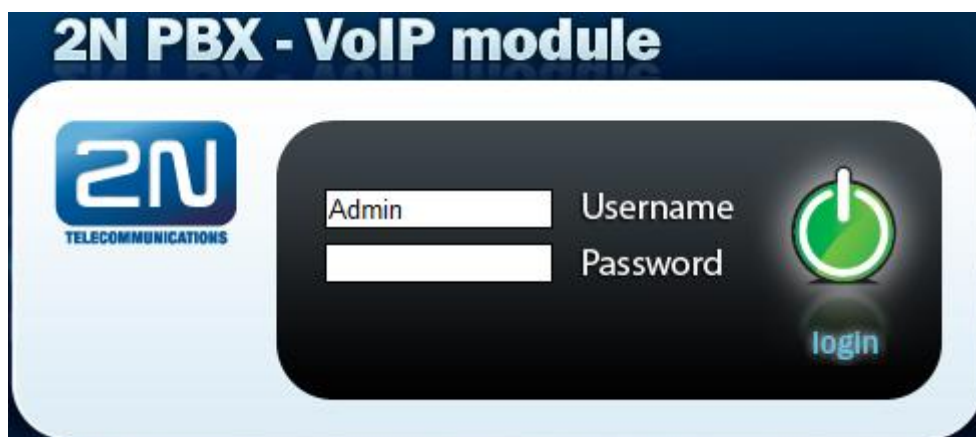 2N PBX - VoIP module
2N
TELECOMMUNICATIONS
Admin Username
Password
login